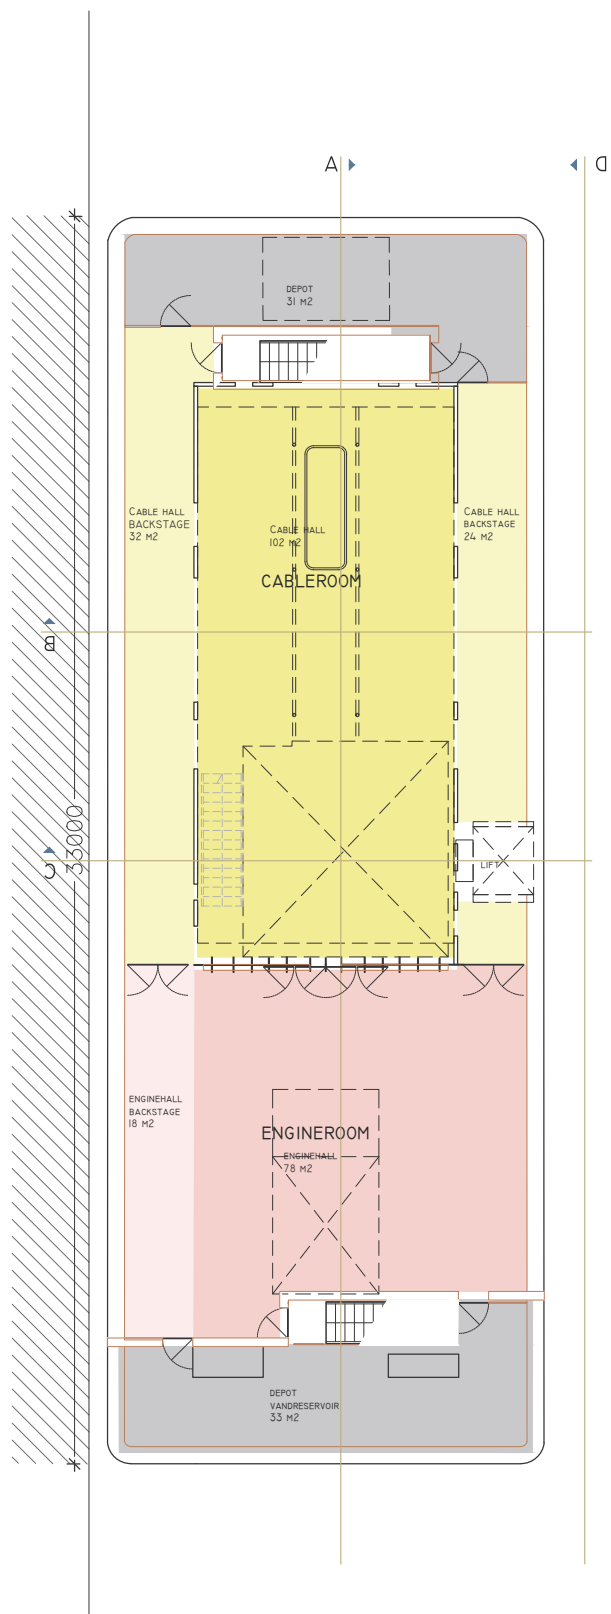 A
D
DEPOT
31 M2
CABLE HALL
BACKSTAGE
32 M2
CABLE HALL
102 M2
CABLE HALL
BACKSTAGE
24 M2
CABLEROOM
B
33000
C
LIFT
ENGINEHALL
BACKSTAGE
18 M2
ENGINEROOM
ENGINEHALL
78 M2
DEPOT
VANDRESERVOIR
33 M2